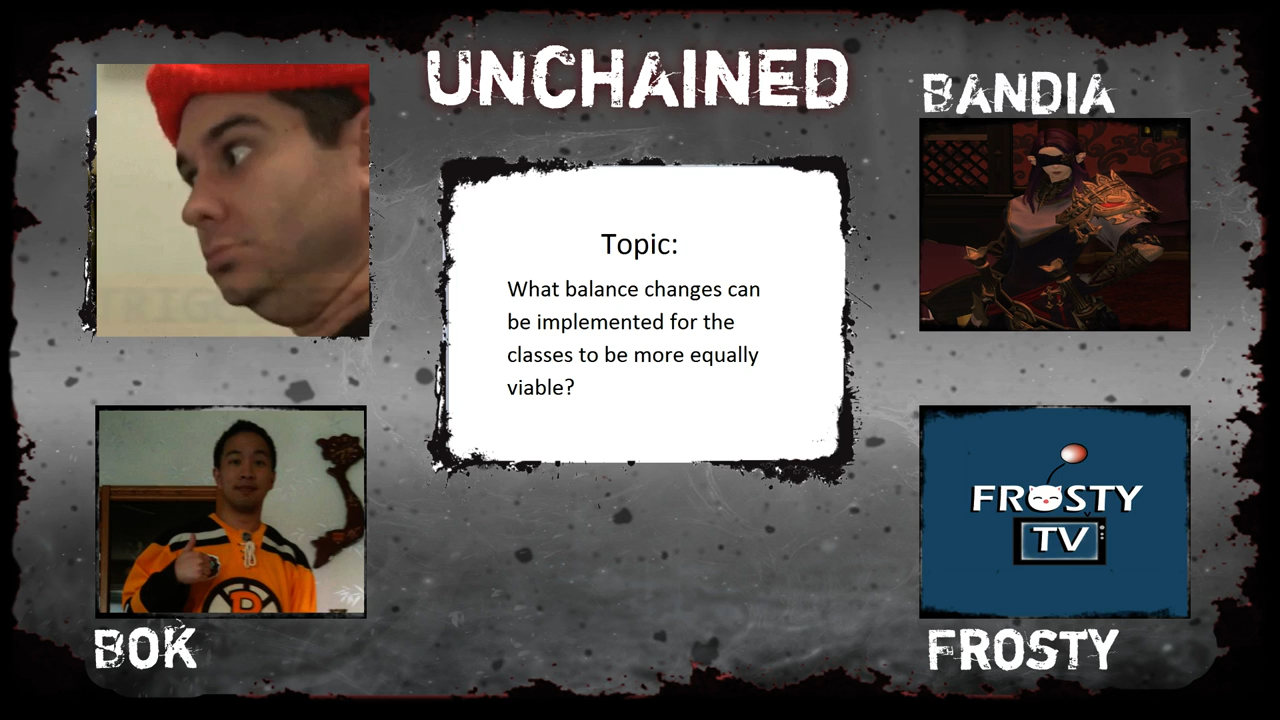 UNCHAINED
BANDIA
Topic:
What balance changes can
be implemented for the
classes to be more equally
viable?
FROSTY
TV
BOK
FROSTY